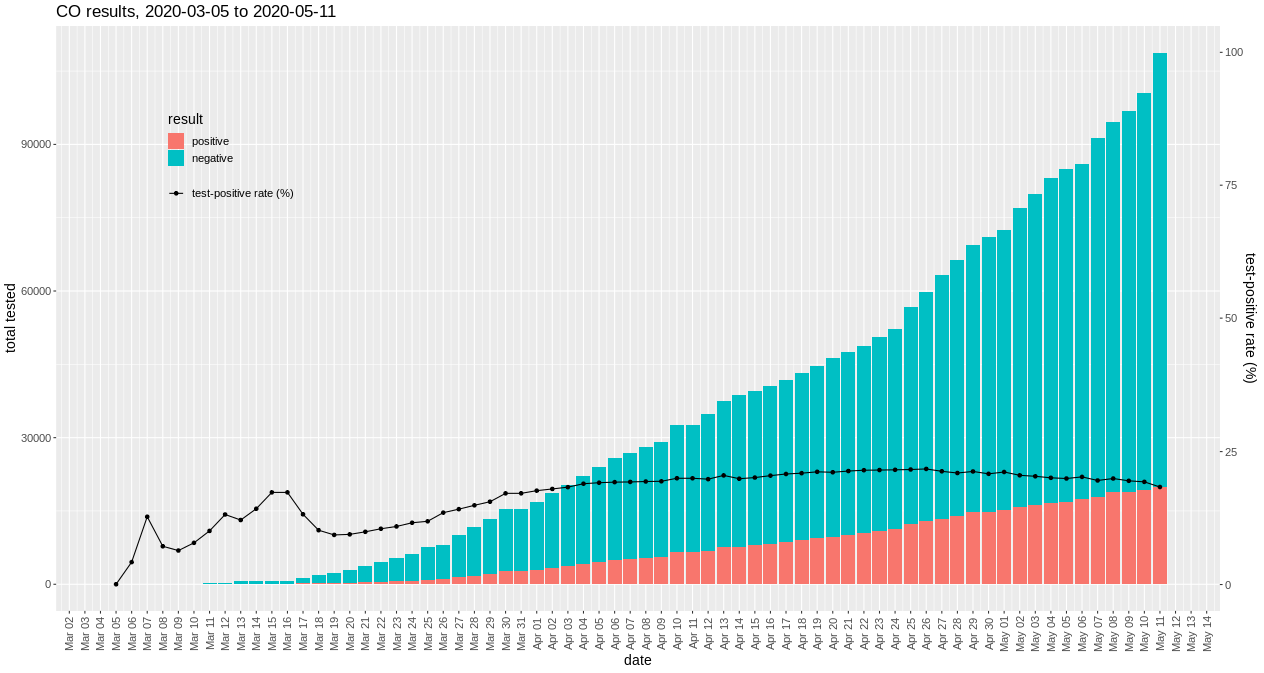 CO results, 2020-03-05 to 2020-05-11
result
positive
negative
test-positive rate (%)
total tested
90000
60000
30000
0
100
75
50
25
0
test-positive rate (%)
Mar 02
Mar 03
Mar 04
Mar 05
Mar 06
Mar 07
Mar 08
Mar 09
Mar 10
Mar 11
Mar 12
Mar 13
Mar 14
Mar 15
Mar 16
Mar 17
Mar 18
Mar 19
Mar 20
Mar 21
Mar 22
Mar 23
Mar 24
Mar 25
Mar 26
Mar 27
Mar 28
Mar 29
Mar 30
Mar 31
Apr 01
Apr 02
Apr 03
Apr 04
Apr 05
Apr 06
Apr 07
Apr 08
Apr 09
Apr 10
Apr 11
Apr 12
Apr 13
Apr 14
Apr 15
Apr 16
Apr 17
Apr 18
Apr 19
Apr 20
Apr 21
Apr 22
Apr 23
Apr 24
Apr 25
Apr 26
Apr 27
Apr 28
Apr 29
Apr 30
May 01
May 02
May 03
May 04
May 05
May 06
May 07
May 08
May 09
May 10
May 11
May 12
May 13
May 14
date